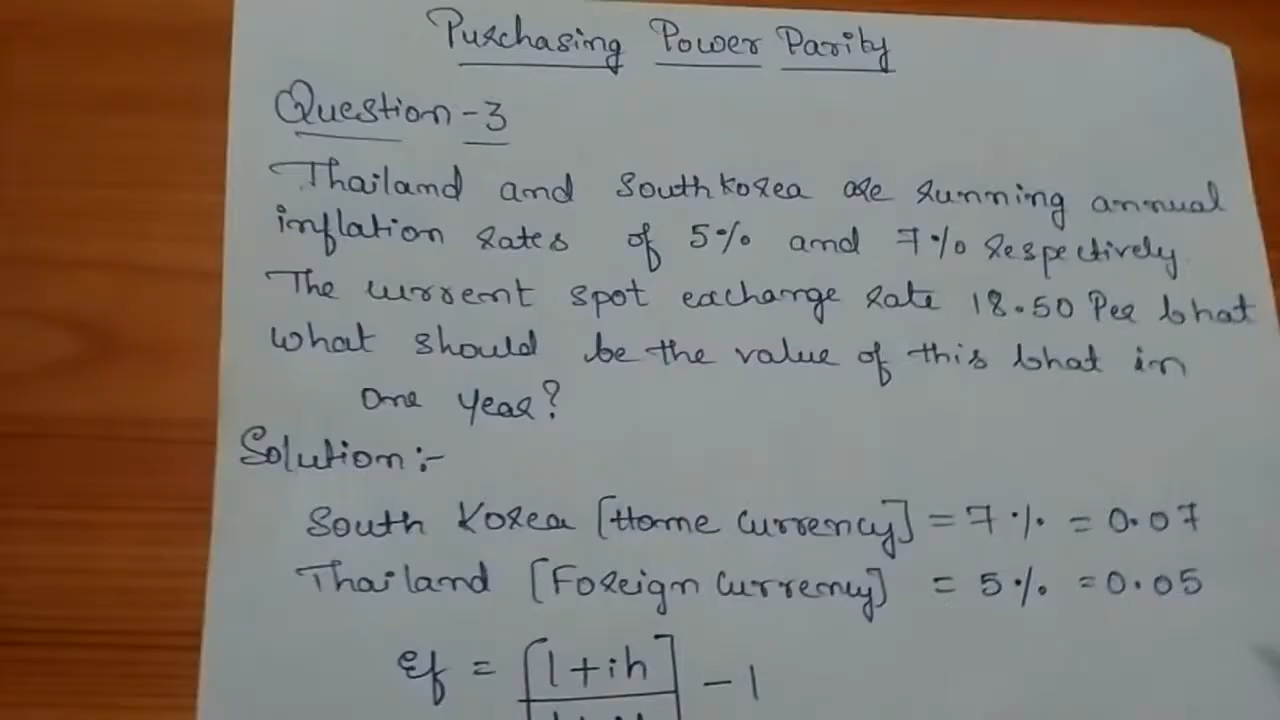 Purchasing Power Parity
Question-3
Thailand and South korea are running annual
inflation rates of 5% and 7% respectively
The current spot exchange rate 18.50 Per bhat
what should be the value of this bhat in
one year?
Solution:-
South Korea [Home Currency] = 7% = 0.07
Thailand [Foreign Currency] = 5% = 0.05
ef = [1+ih] - 1